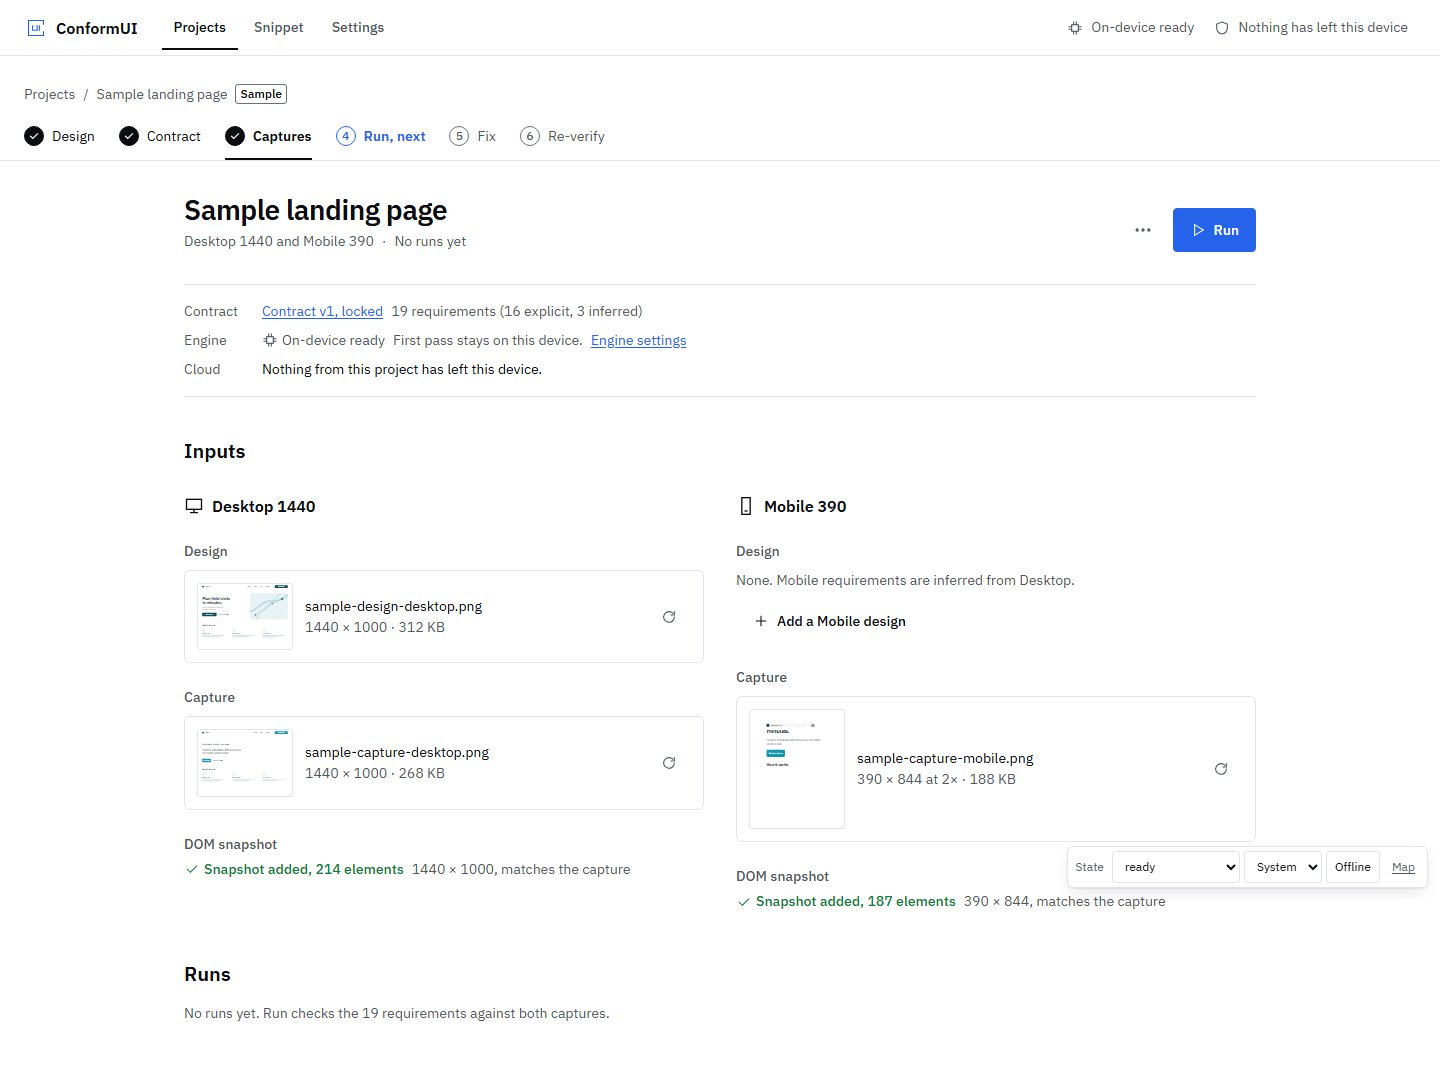 ConformUI
Projects
Snippet
Settings
On-device ready
Nothing has left this device
Projects / Sample landing page Sample
Design
Contract
Captures
4 Run, next
5 Fix
6 Re-verify
Sample landing page
Desktop 1440 and Mobile 390 · No runs yet
Run
Contract Contract v1, locked 19 requirements (16 explicit, 3 inferred)
Engine On-device ready First pass stays on this device. Engine settings
Cloud Nothing from this project has left this device.
Inputs
Desktop 1440
Design
sample-design-desktop.png
1440 × 1000 · 312 KB
Capture
sample-capture-desktop.png
1440 × 1000 · 268 KB
DOM snapshot
Snapshot added, 214 elements 1440 × 1000, matches the capture
Mobile 390
Design
None. Mobile requirements are inferred from Desktop.
Add a Mobile design
Capture
minutes.
How it works
sample-capture-mobile.png
390 × 844 at 2× · 188 KB
DOM snapshot
Snapshot added, 187 elements 390 × 844, matches the capture
State ready System Offline Map
Runs
No runs yet. Run checks the 19 requirements against both captures.